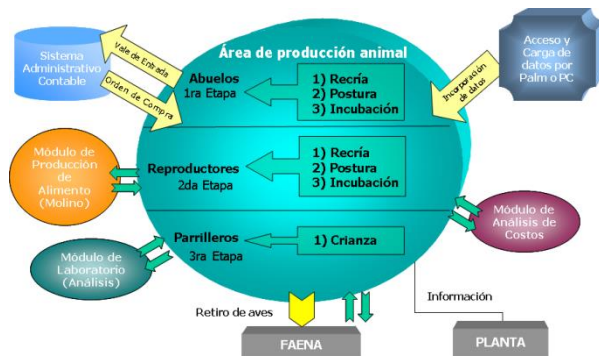 Sistema
Administrativo
Contable
Vale de Entrada
Orden de Compra
Área de producción animal
Abuelos
1ra Etapa
1) Recría
2) Postura
3) Incubación
Incorporación
de datos
Acceso y
Carga de
datos por
Palm o PC
Módulo de
Producción
de
Alimento
(Molino)
Reproductores
2da Etapa
1) Recría
2) Postura
3) Incubación
Módulo de
Análisis de
Costos
Módulo de
Laboratorio
(Análisis)
Parrilleros
3ra Etapa
1) Crianza
Retiro de aves
Información
FAENA
PLANTA